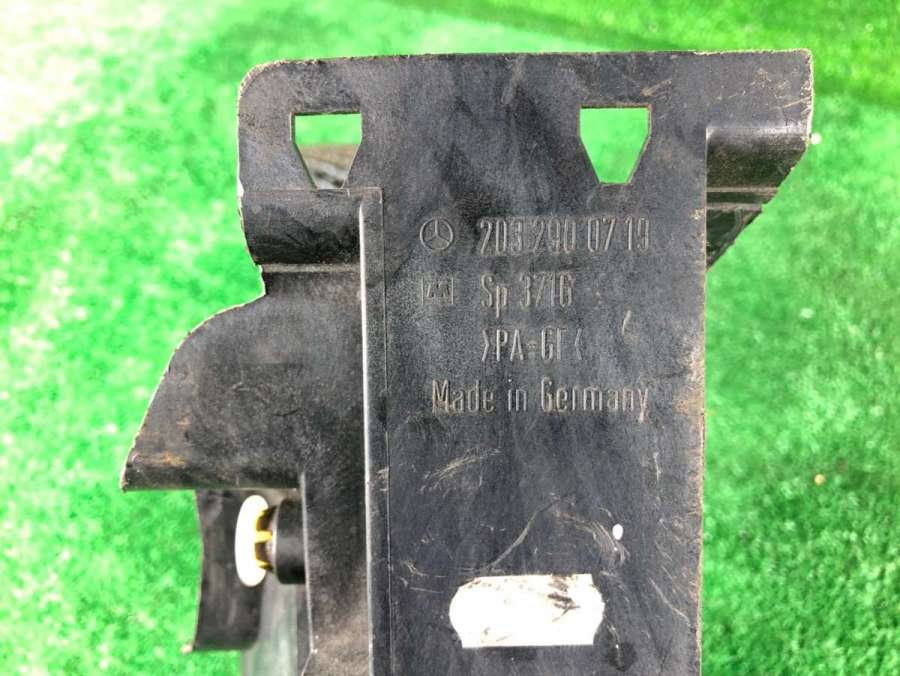 203 290 07 19
Sp 3716
>PA-GF<
Made in Germany